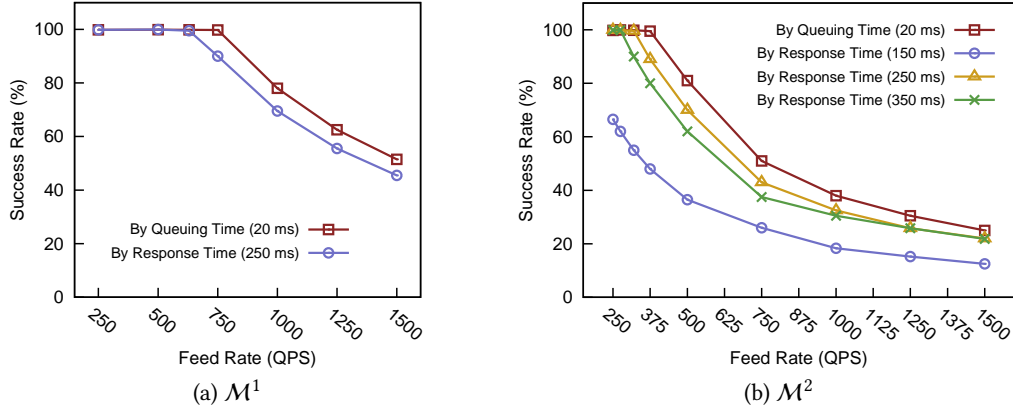 100
80
60
40
20
0
Success Rate (%)
By Queuing Time (20 ms)
By Response Time (250 ms)
250
500
750
1000
1250
1500
Feed Rate (QPS)
(a) M¹
100
80
60
40
20
0
Success Rate (%)
By Queuing Time (20 ms)
By Response Time (150 ms)
By Response Time (250 ms)
By Response Time (350 ms)
250
375
500
625
750
875
1000
1125
1250
1375
1500
Feed Rate (QPS)
(b) M²